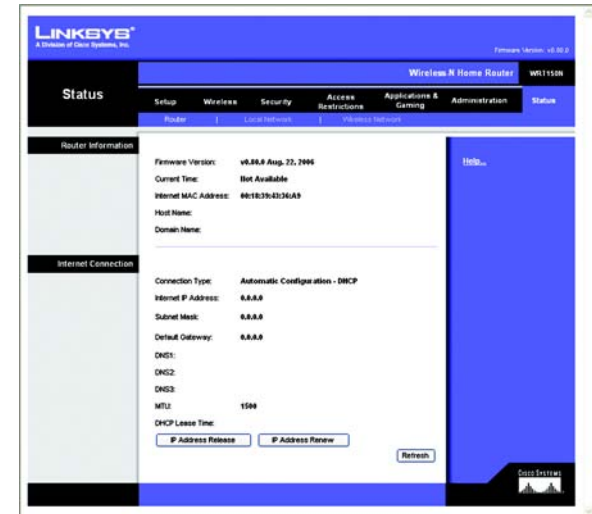 LINKSYS®
A Division of Cisco Systems, Inc.
Firmware Version: v0.80.0
Wireless-N Home Router WRT150N
Status
Setup Wireless Security Access Restrictions Applications & Gaming Administration Status
Router | Local Network | Wireless Network
Router Information
Firmware Version: v0.80.0 Aug. 22, 2006
Help...
Current Time: Not Available
Internet MAC Address: 00:18:39:43:36:A9
Host Name:
Domain Name:
Internet Connection
Connection Type: Automatic Configuration - DHCP
Internet IP Address: 0.0.0.0
Subnet Mask: 0.0.0.0
Default Gateway: 0.0.0.0
DNS1:
DNS2:
DNS3:
MTU: 1500
DHCP Lease Time:
IP Address Release IP Address Renew
Refresh
CISCO SYSTEMS